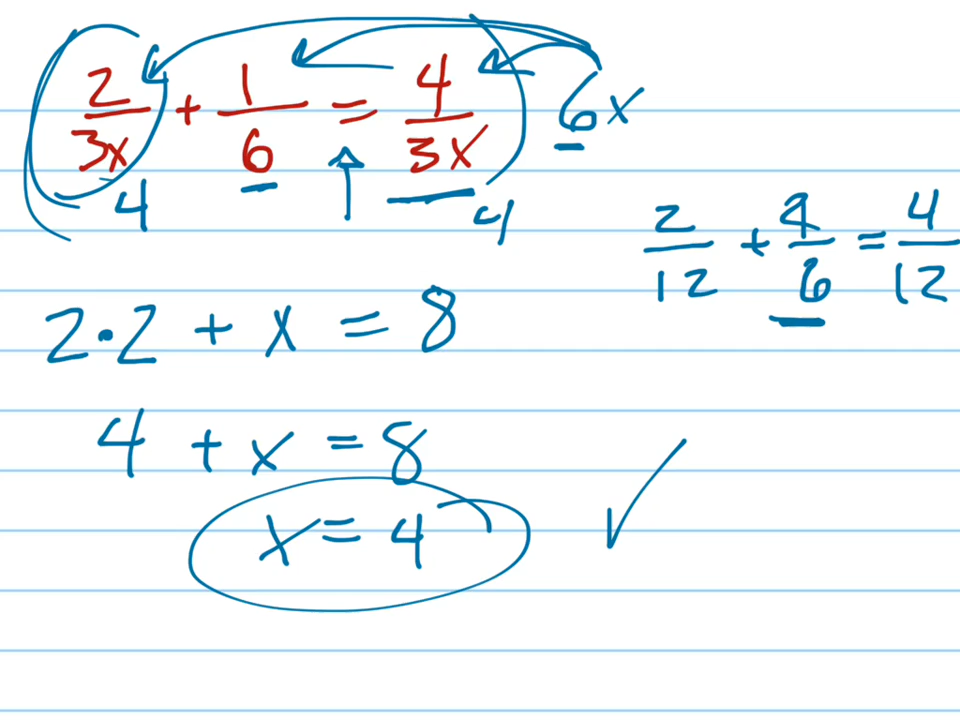 2/3x + 1/6 = 4/3x 6x
4 4
2/12 + /6 = 4/12
2·2 + x = 8
4 + x = 8
x = 4 ✓